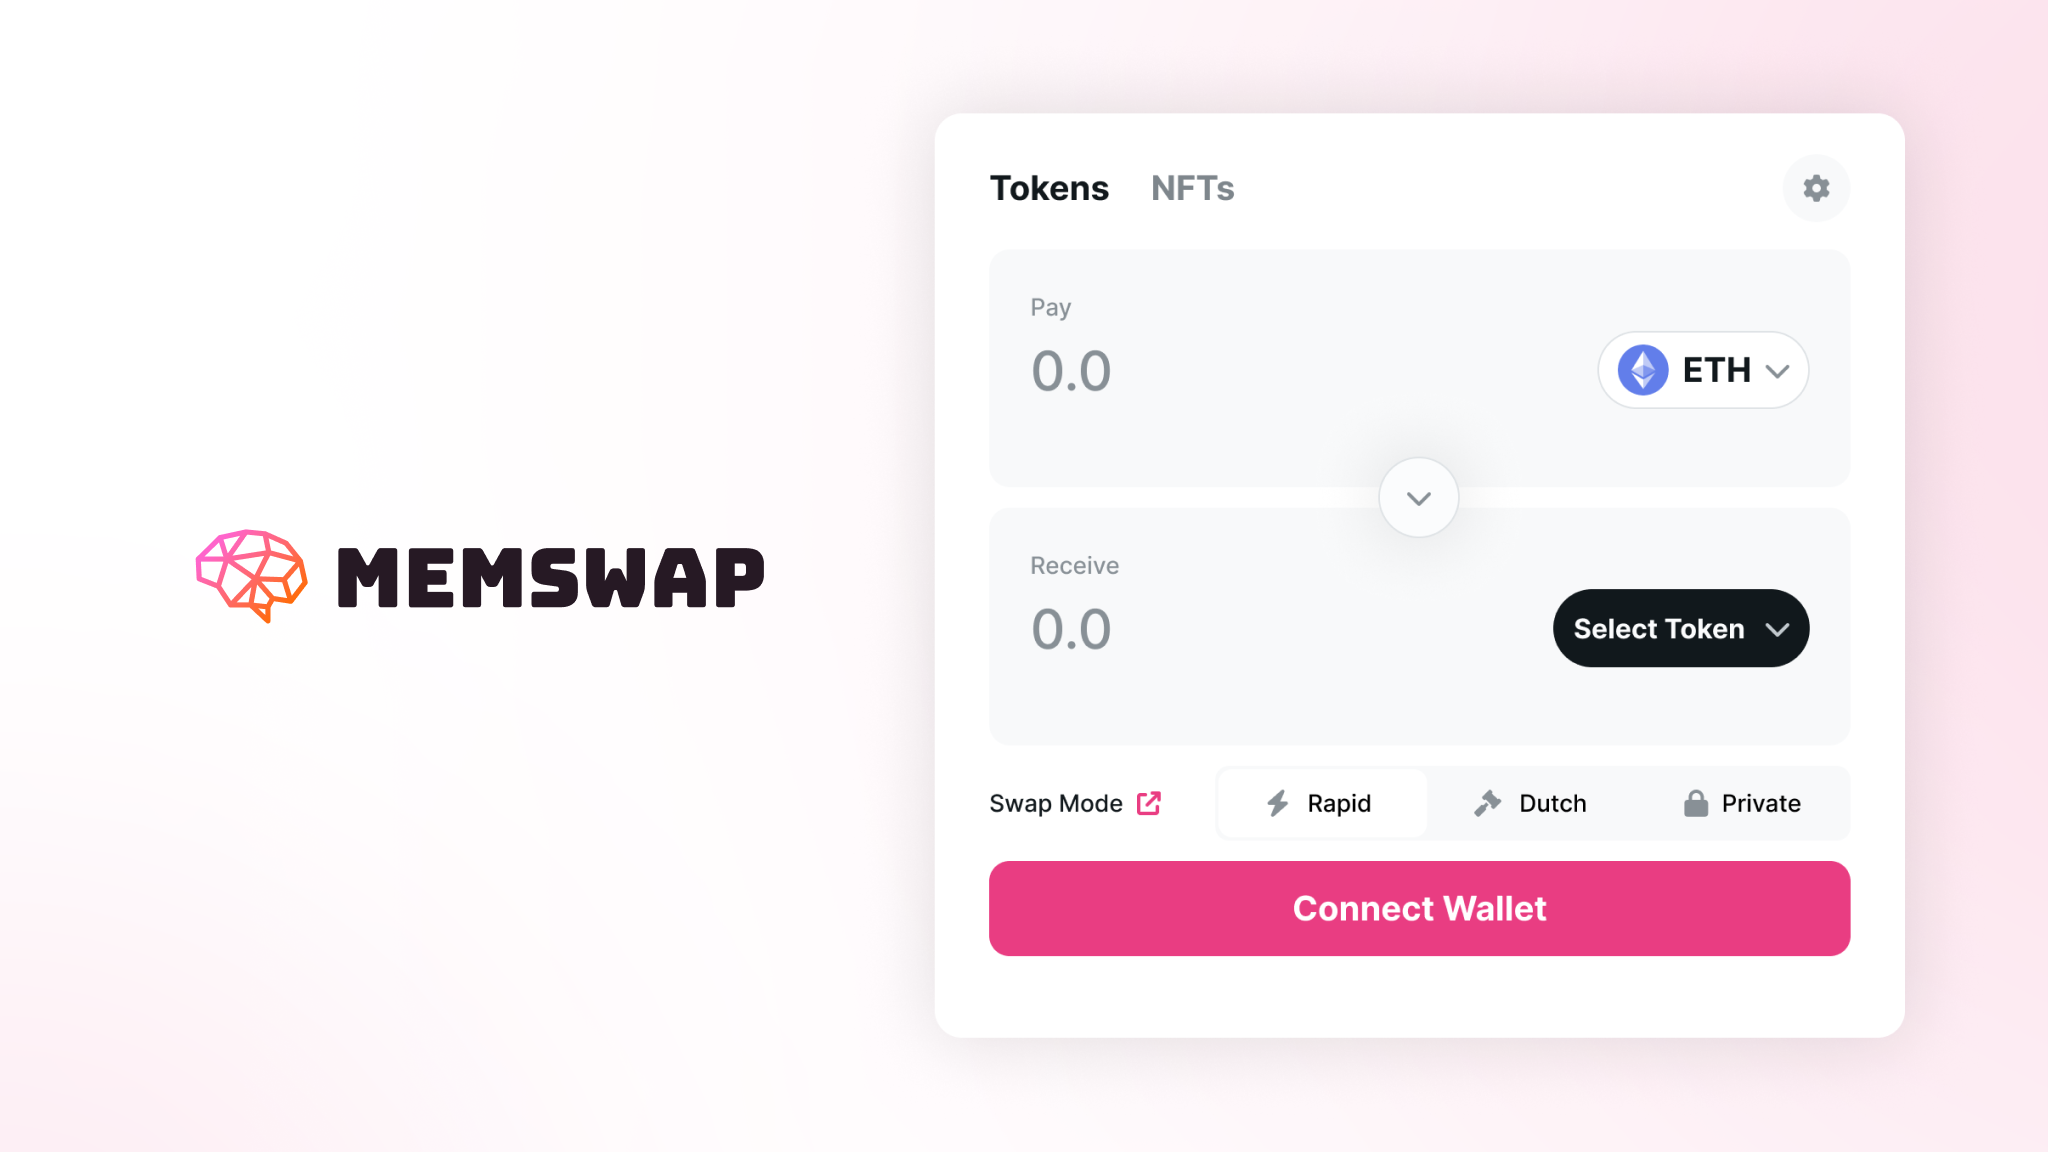 MEMSWAP
Tokens NFTs
Pay
0.0
ETH
Receive
0.0
Select Token
Swap Mode Rapid Dutch Private
Connect Wallet